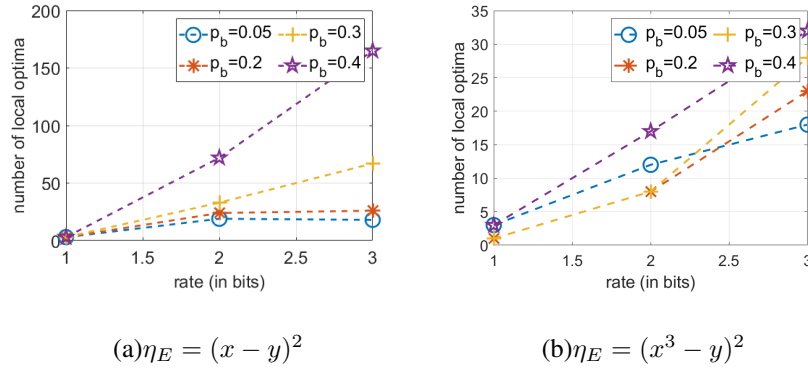 200
150
100
50
0
number of local optima
p_b=0.05 p_b=0.3
p_b=0.2 p_b=0.4
1 1.5 2 2.5 3
rate (in bits)
(a)η_E = (x − y)^2
35
30
25
20
15
10
5
0
number of local optima
p_b=0.05 p_b=0.3
p_b=0.2 p_b=0.4
1 1.5 2 2.5 3
rate (in bits)
(b)η_E = (x^3 − y)^2